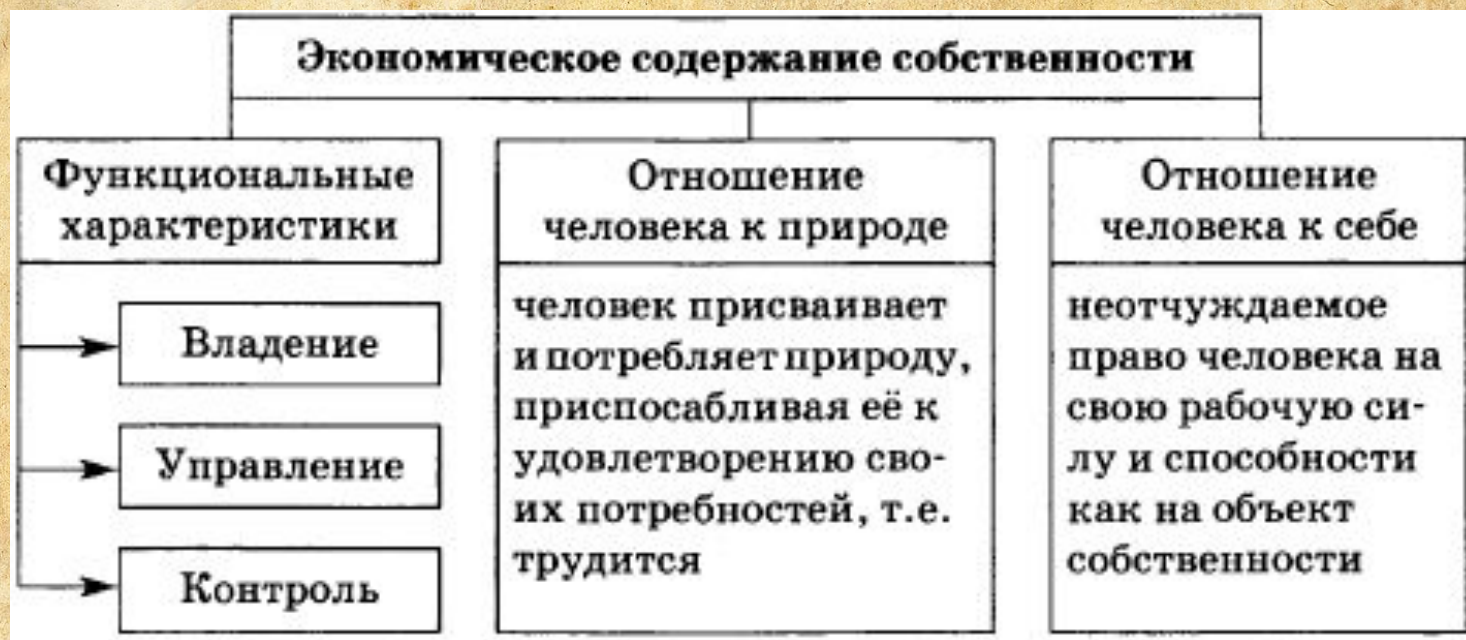 Экономическое содержание собственности
Функциональные
характеристики
Владение
Управление
Контроль
Отношение
человека к природе
человек присваивает
и потребляет природу,
приспосабливая её к
удовлетворению сво-
их потребностей, т.е.
трудится
Отношение
человека к себе
неотчуждаемое
право человека на
свою рабочую си-
лу и способности
как на объект
собственности